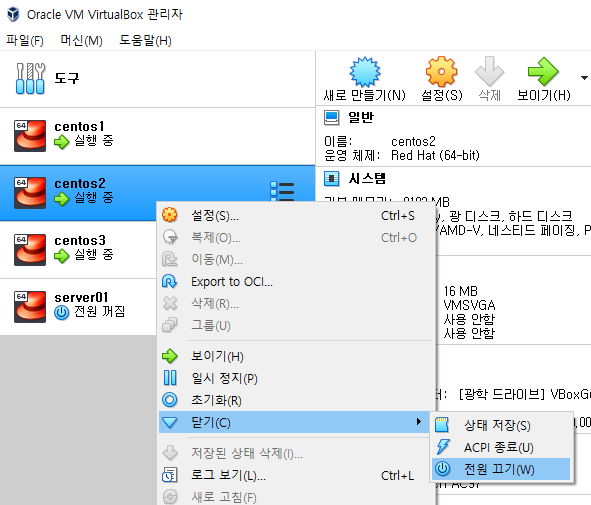 Oracle VM VirtualBox 관리자
파일(F) 머신(M) 도움말(H)
도구
새로 만들기(N) 설정(S) 삭제 보이기(H)
64 centos1
실행 중
64 centos2
실행 중
64 centos3
실행 중
64 server01
전원 꺼짐
일반
이름: centos2
운영 체제: Red Hat (64-bit)
시스템
MB
광 디스크, 하드 디스크
/AMD-V, 네스티드 페이징, P
16 MB
VMSVGA
사용 안함
사용 안함
[광학 드라이브] VBoxGu
설정(S)... Ctrl+S
복제(O)... Ctrl+O
이동(M)...
Export to OCI...
삭제(R)...
그룹(U)
보이기(H)
일시 정지(P)
초기화(R)
닫기(C)
저장된 상태 삭제(I)...
로그 보기(L)... Ctrl+L
새로 고침(F)
상태 저장(S)
ACPI 종료(U)
전원 끄기(W)